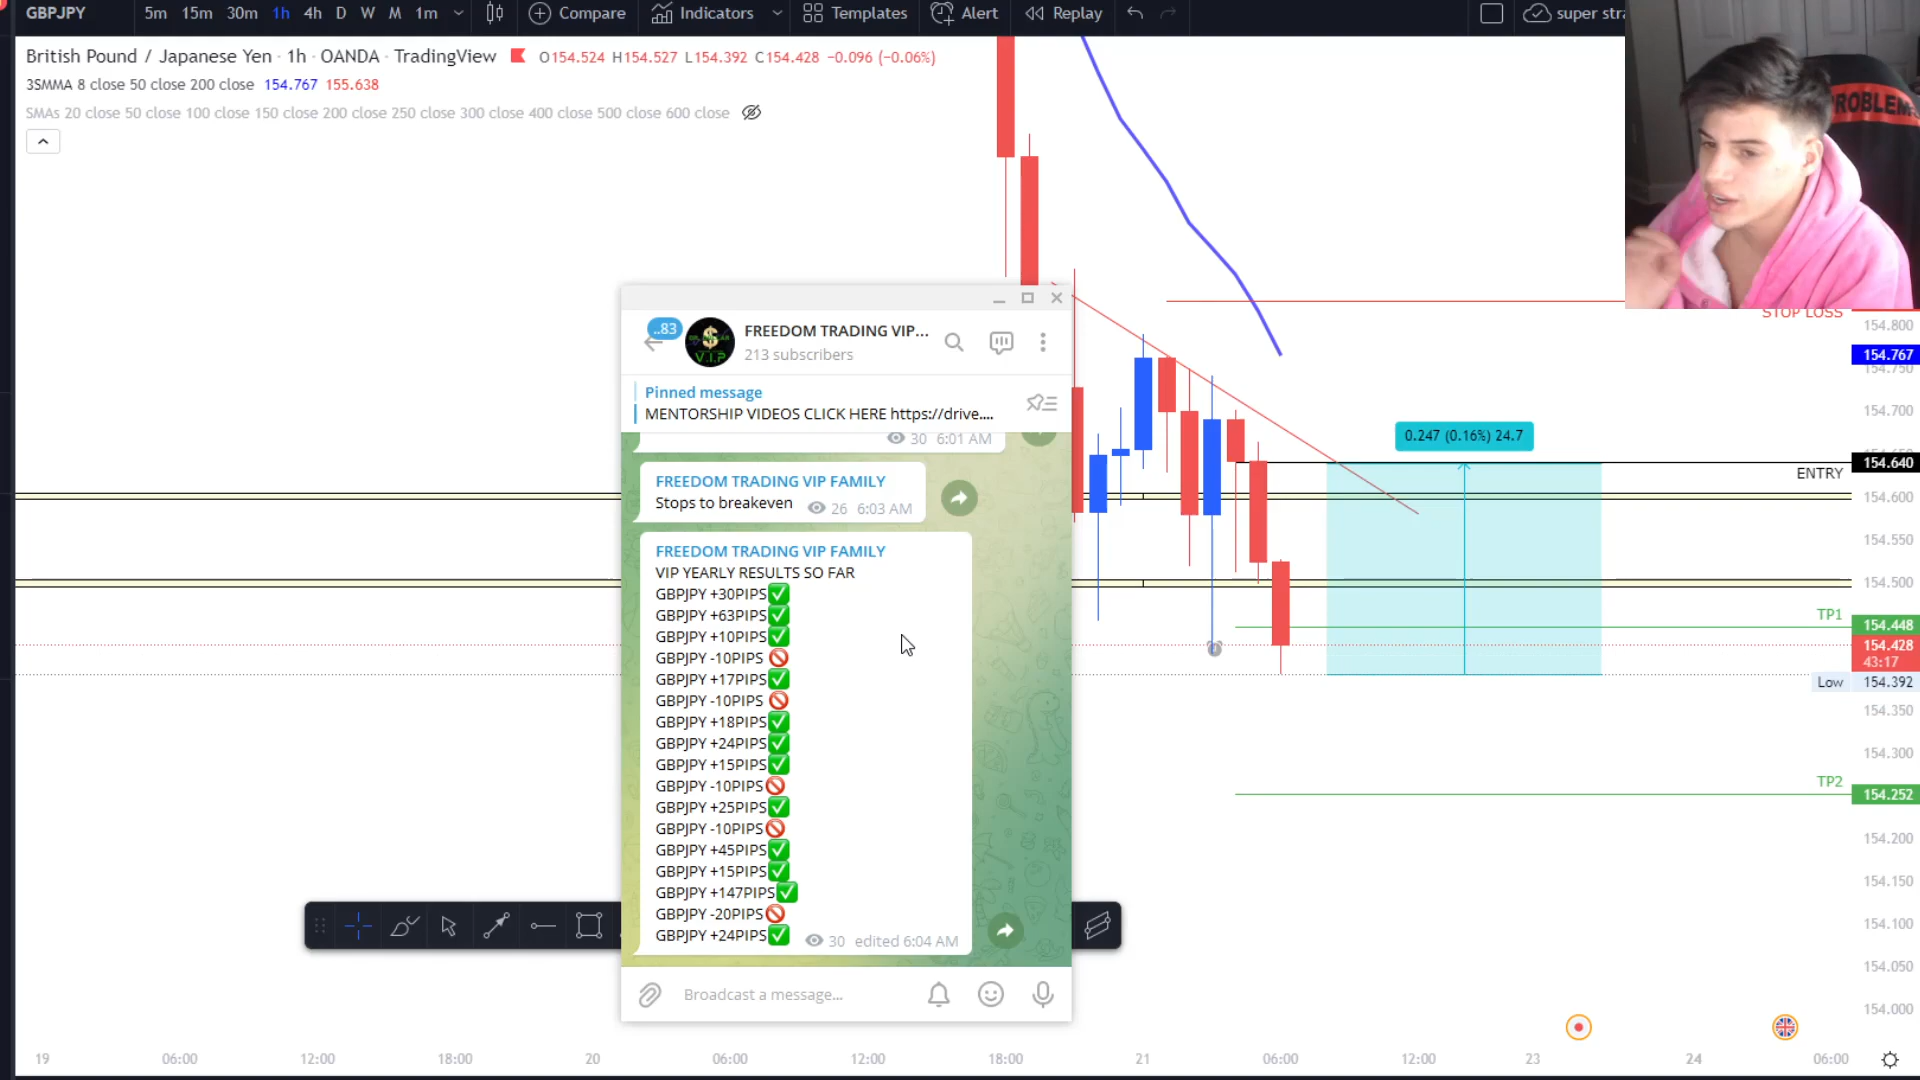 GBPJPY 5m 15m 30m 1h 4h D W M 1m Compare Indicators Templates Alert Replay super stra
British Pound / Japanese Yen · 1h · OANDA · TradingView O154.524 H154.527 L154.392 C154.428 −0.096 (−0.06%)
3SMMA 8 close 50 close 200 close 154.767 155.638
SMAs 20 close 50 close 100 close 150 close 200 close 250 close 300 close 400 close 500 close 600 close
PROBLEM
..83
FREEDOM TRADING VIP...
213 subscribers
V.I.P
Pinned message
MENTORSHIP VIDEOS CLICK HERE https://drive....
30 6:01 AM
FREEDOM TRADING VIP FAMILY
Stops to breakeven 26 6:03 AM
FREEDOM TRADING VIP FAMILY
VIP YEARLY RESULTS SO FAR
GBPJPY +30PIPS✅
GBPJPY +63PIPS✅
GBPJPY +10PIPS✅
GBPJPY -10PIPS 🚫
GBPJPY +17PIPS✅
GBPJPY -10PIPS 🚫
GBPJPY +18PIPS✅
GBPJPY +24PIPS✅
GBPJPY +15PIPS✅
GBPJPY -10PIPS🚫
GBPJPY +25PIPS✅
GBPJPY -10PIPS🚫
GBPJPY +45PIPS✅
GBPJPY +15PIPS✅
GBPJPY +147PIPS✅
GBPJPY -20PIPS🚫
GBPJPY +24PIPS✅ 30 edited 6:04 AM
Broadcast a message...
0.247 (0.16%) 24.7
STOP LOSS
154.800
154.767
154.750
154.700
154.640
ENTRY
154.600
154.550
154.500
TP1
154.448
154.428
43:17
Low 154.392
154.350
154.300
TP2
154.252
154.200
154.150
154.100
154.050
154.000
19 06:00 12:00 18:00 20 06:00 12:00 18:00 21 06:00 12:00 23 24 06:00